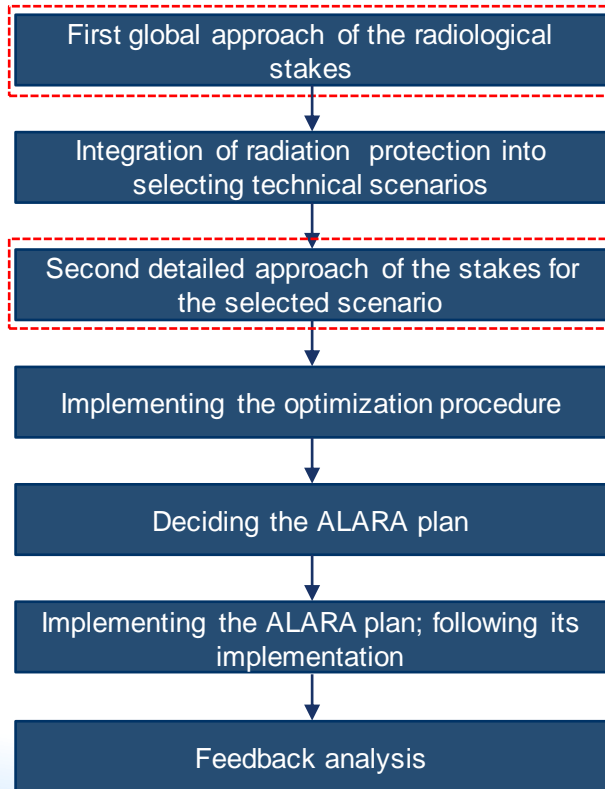 First global approach of the radiological
stakes
Integration of radiation protection into
selecting technical scenarios
Second detailed approach of the stakes for
the selected scenario
Implementing the optimization procedure
Deciding the ALARA plan
Implementing the ALARA plan; following its
implementation
Feedback analysis